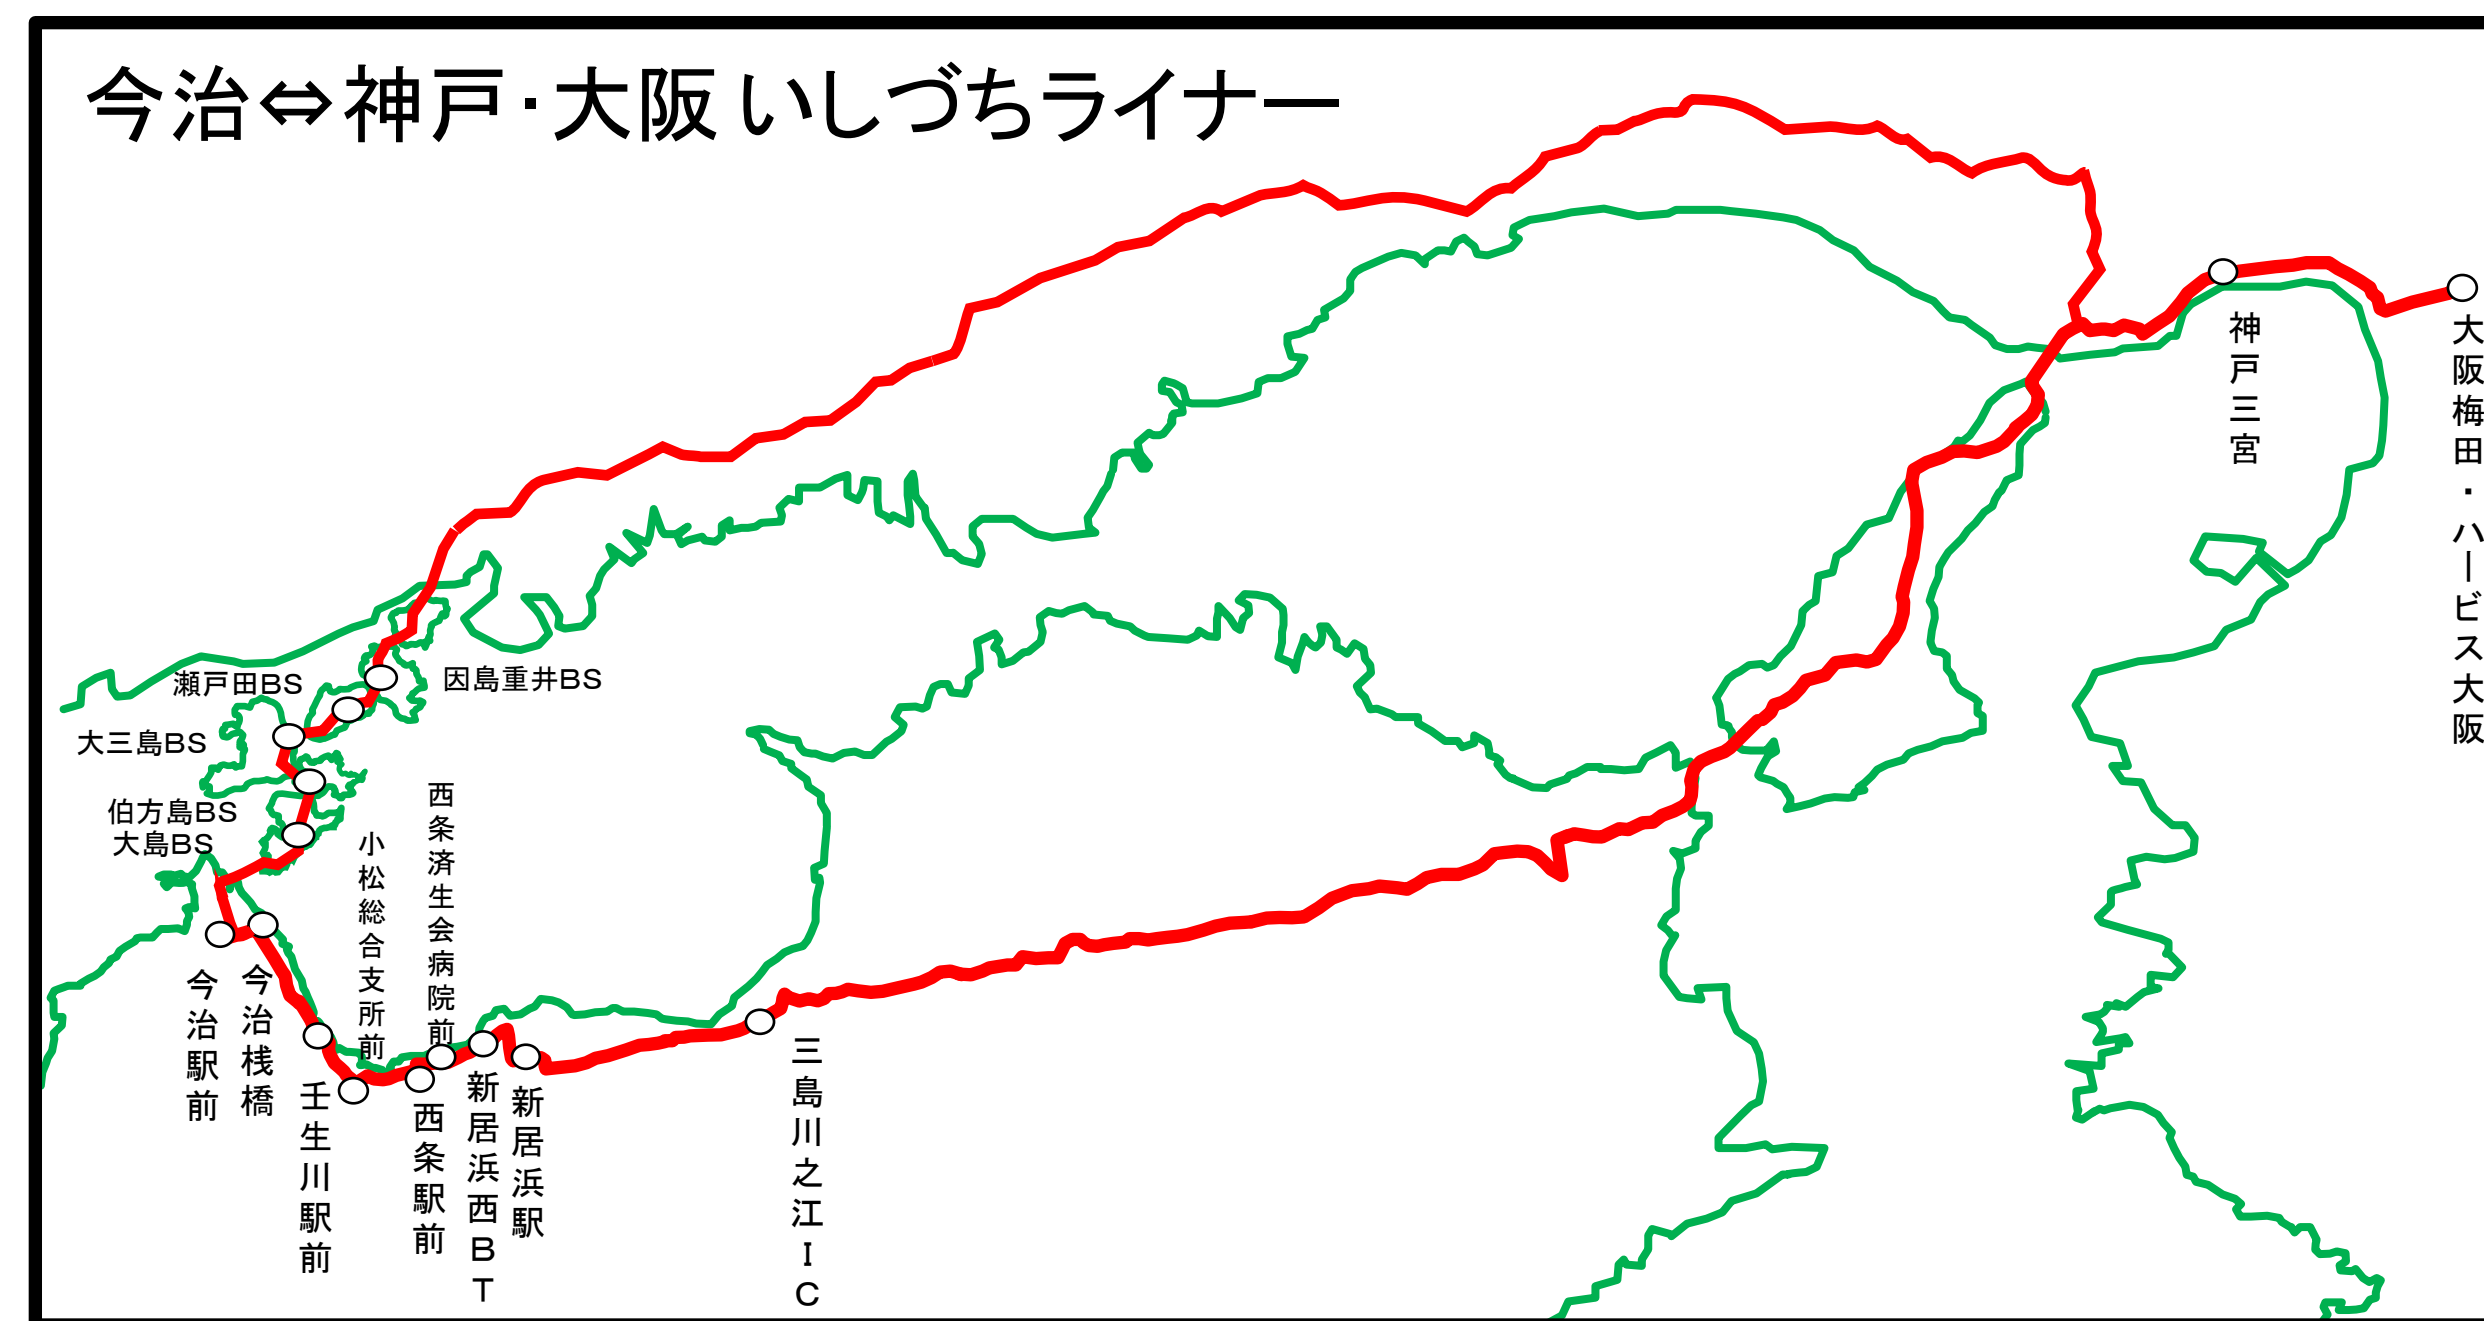 今治⇔神戸・大阪 いしづちライナー
因島重井BS
瀬戸田BS
大三島BS
伯方島BS
大島BS
今治駅前
今治桟橋
壬生川駅前
小松総合支所前
西条駅前
西条済生会病院前
新居浜西BT
新居浜駅
三島川之江IC
神戸三宮
大阪梅田・ハービス大阪